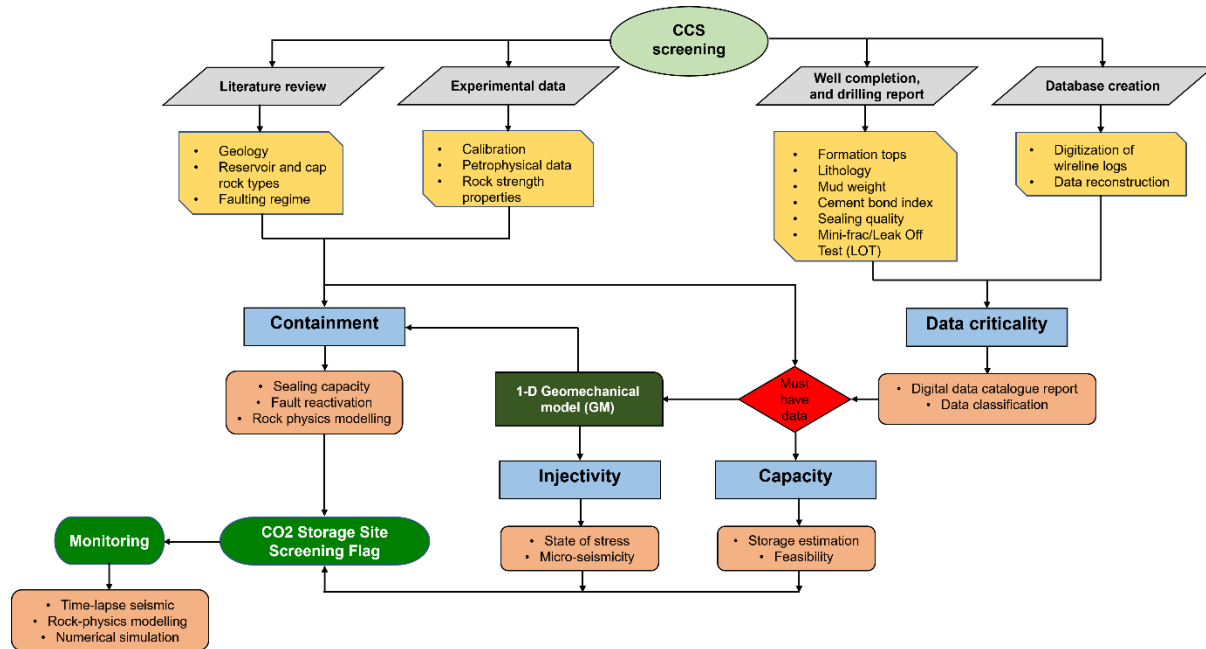 CCS
screening
Literature review
Experimental data
Well completion,
and drilling report
Database creation
• Geology
• Reservoir and cap
rock types
• Faulting regime
• Calibration
• Petrophysical data
• Rock strength
properties
• Formation tops
• Lithology
• Mud weight
• Cement bond index
• Sealing quality
• Mini-frac/Leak Off
Test (LOT)
• Digitization of
wireline logs
• Data reconstruction
Containment
Data criticality
• Sealing capacity
• Fault reactivation
• Rock physics modelling
1-D Geomechanical
model (GM)
Must
have
data
• Digital data catalogue report
• Data classification
Injectivity
Capacity
• State of stress
• Micro-seismicity
• Storage estimation
• Feasibility
Monitoring
CO2 Storage Site
Screening Flag
• Time-lapse seismic
• Rock-physics modelling
• Numerical simulation